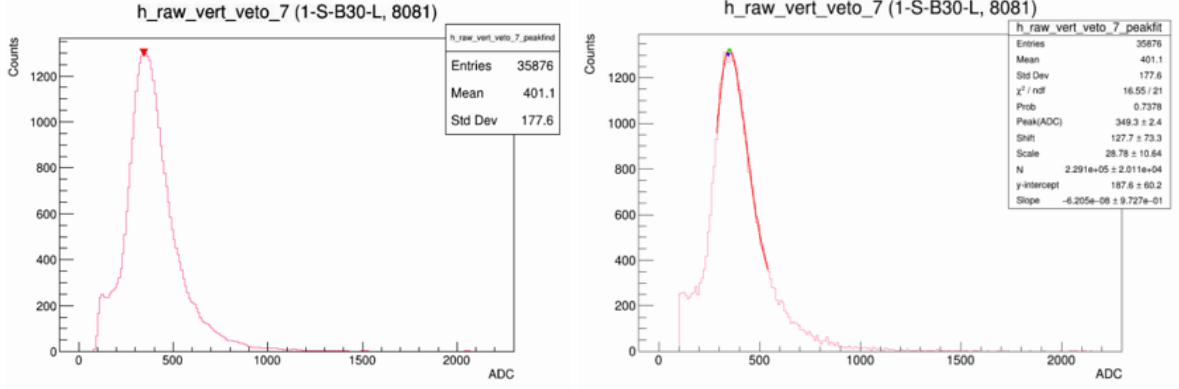 h_raw_vert_veto_7 (1-S-B30-L, 8081)
h_raw_vert_veto_7_peakfind
Entries 35876
Mean 401.1
Std Dev 177.6
Counts
1200
1000
800
600
400
200
0
0 500 1000 1500 2000
ADC
h_raw_vert_veto_7 (1-S-B30-L, 8081)
h_raw_vert_veto_7_peakfit
Entries 35876
Mean 401.1
Std Dev 177.6
χ² / ndf 16.55 / 21
Prob 0.7378
Peak(ADC) 349.3 ± 2.4
Shift 127.7 ± 73.3
Scale 28.78 ± 10.64
N 2.291e+05 ± 2.011e+04
y-intercept 187.6 ± 60.2
Slope −6.205e−08 ± 9.727e−01
Counts
1200
1000
800
600
400
200
0
0 500 1000 1500 2000
ADC